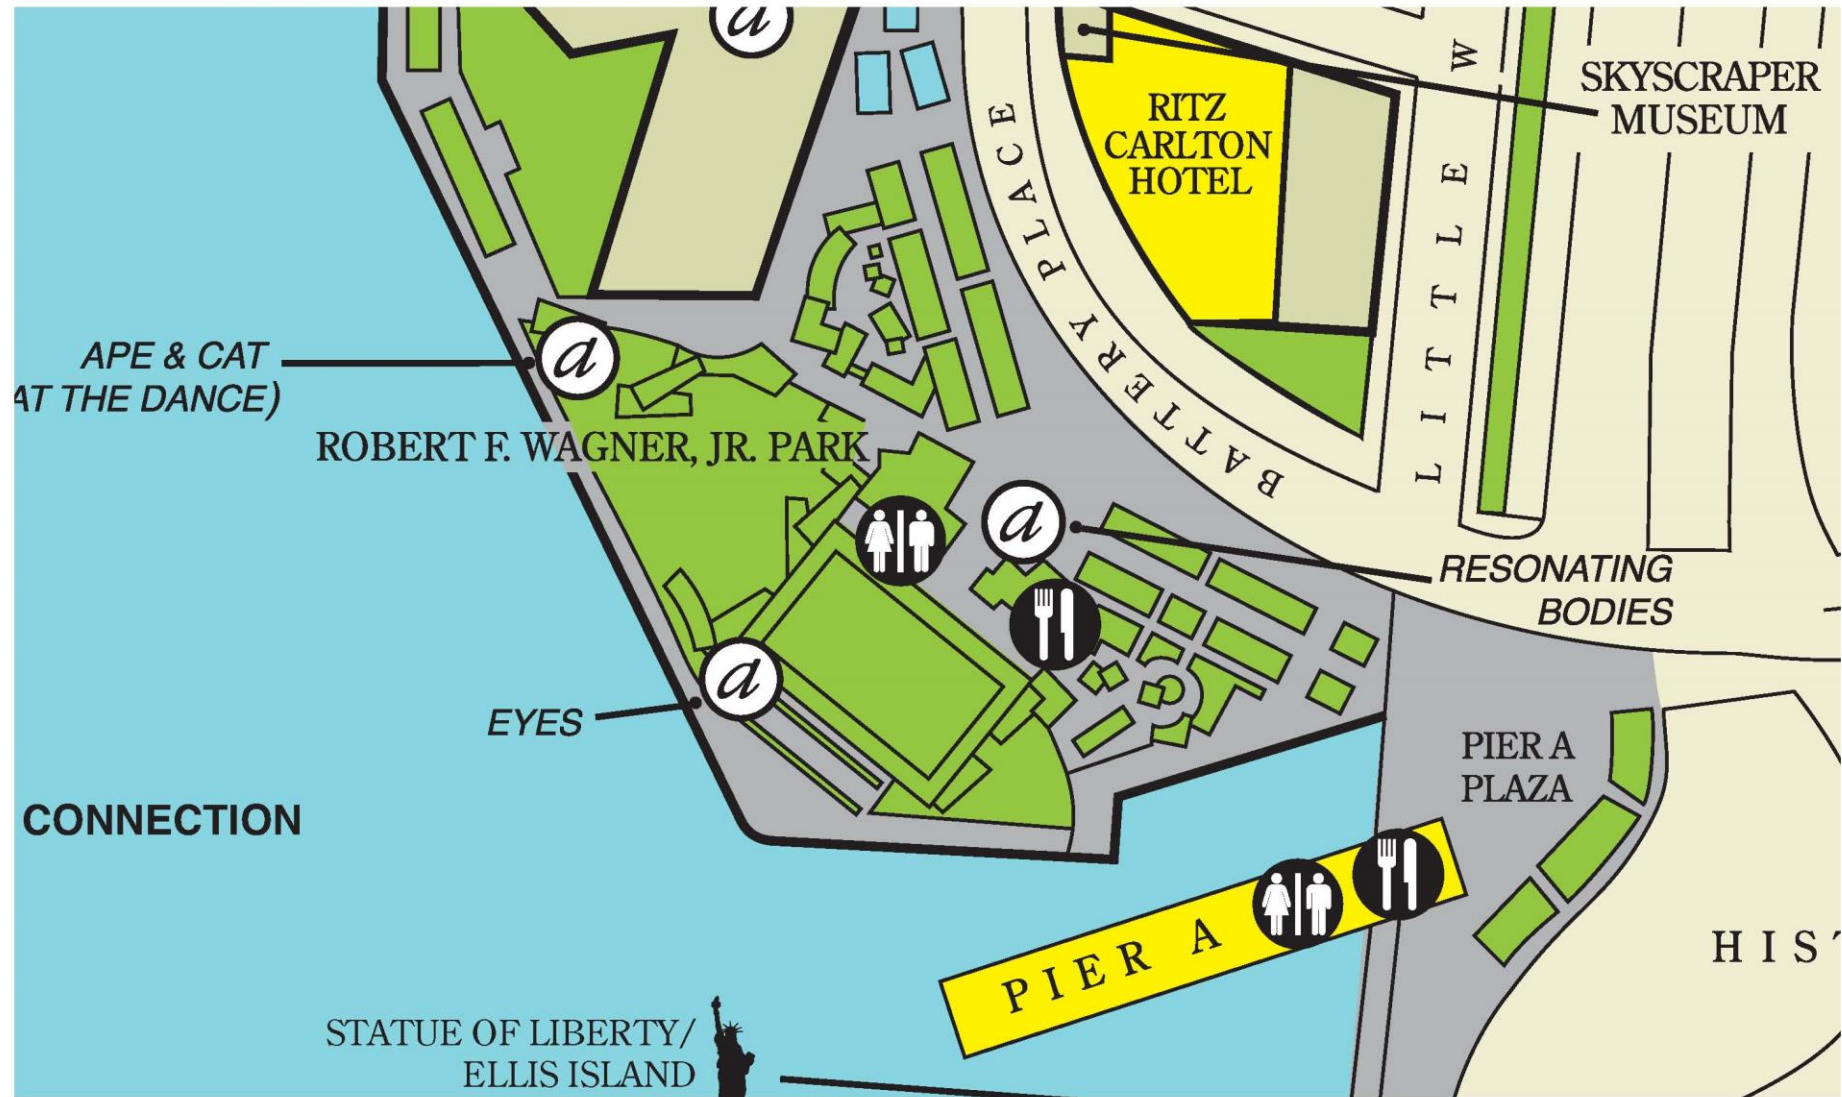 SKYSCRAPER
MUSEUM
RITZ
CARLTON
HOTEL
BATTERY PLACE
LITTLE W
APE & CAT
AT THE DANCE)
ROBERT F. WAGNER, JR. PARK
a
a
a
a
RESONATING
BODIES
EYES
PIER A
PLAZA
CONNECTION
PIER A
HIST
STATUE OF LIBERTY/
ELLIS ISLAND